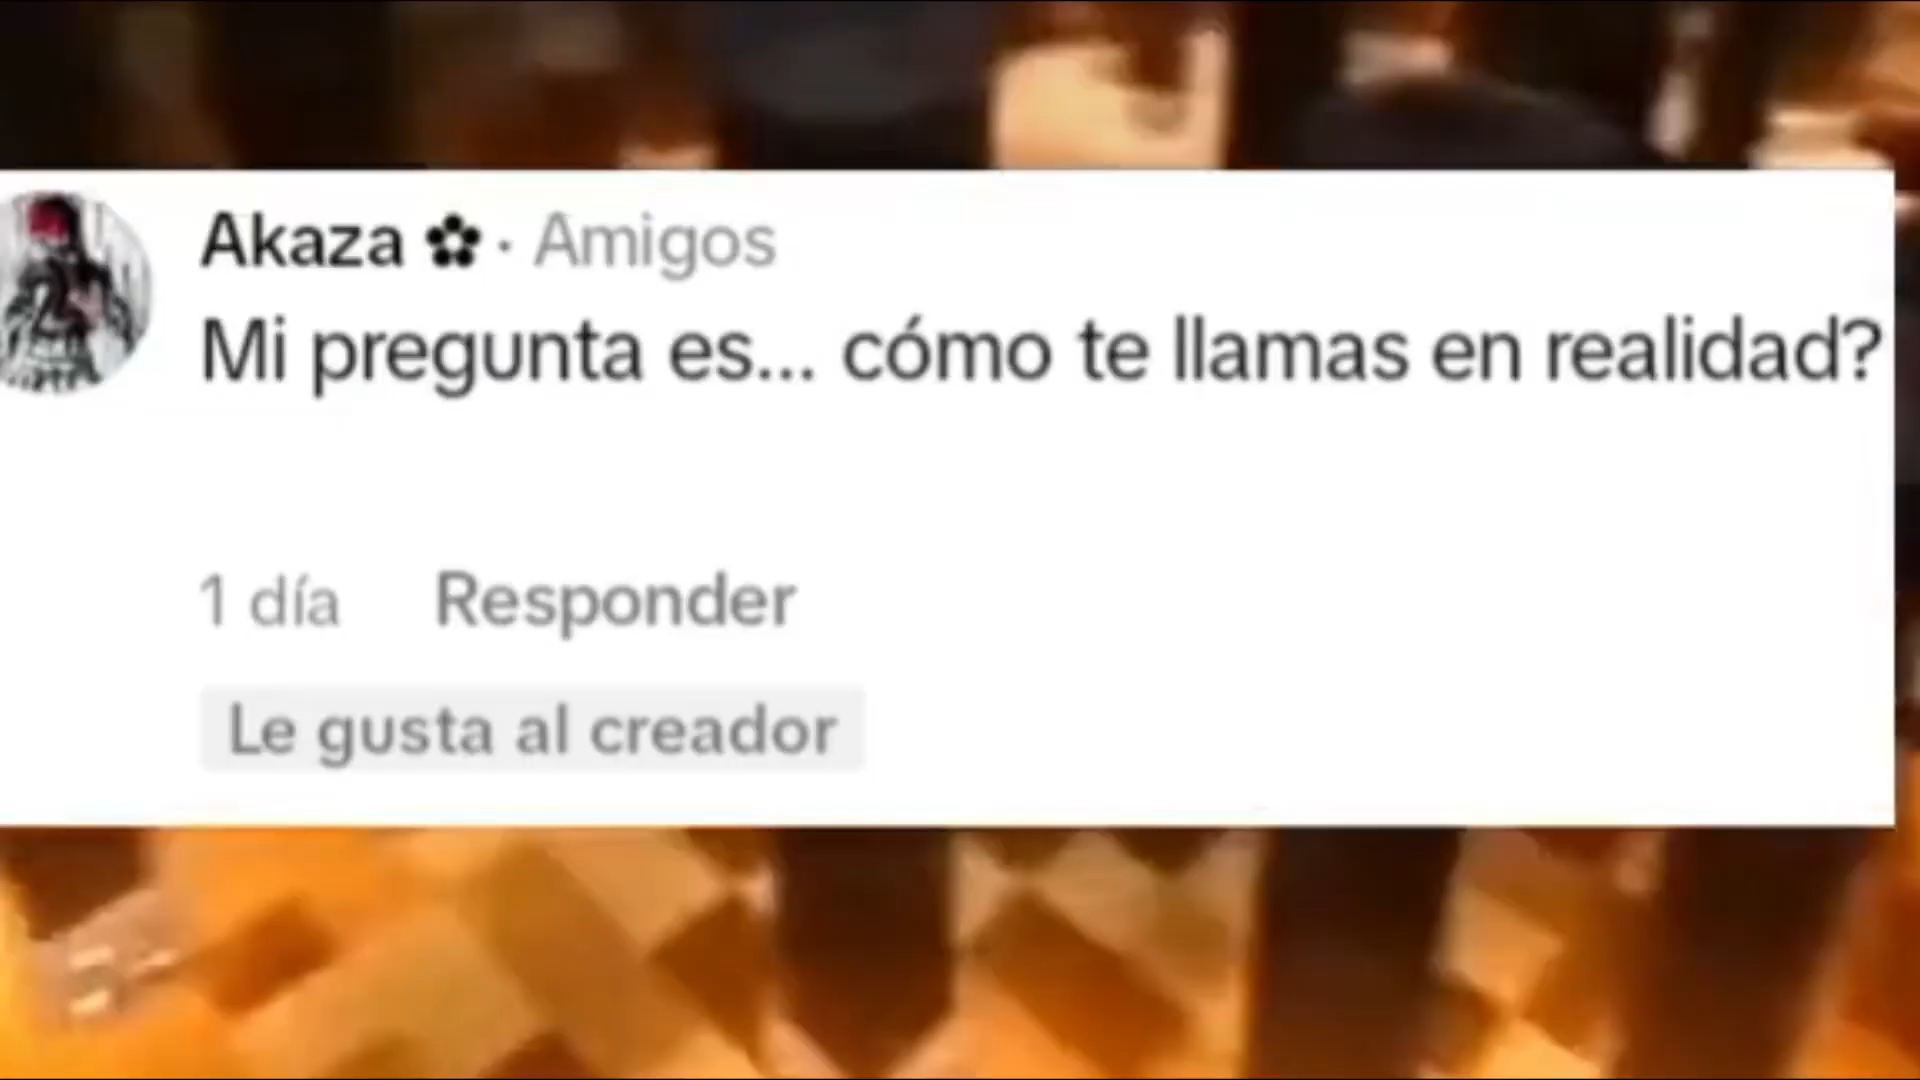 Akaza ✿ · Amigos
Mi pregunta es... cómo te llamas en realidad?
1 día Responder
Le gusta al creador